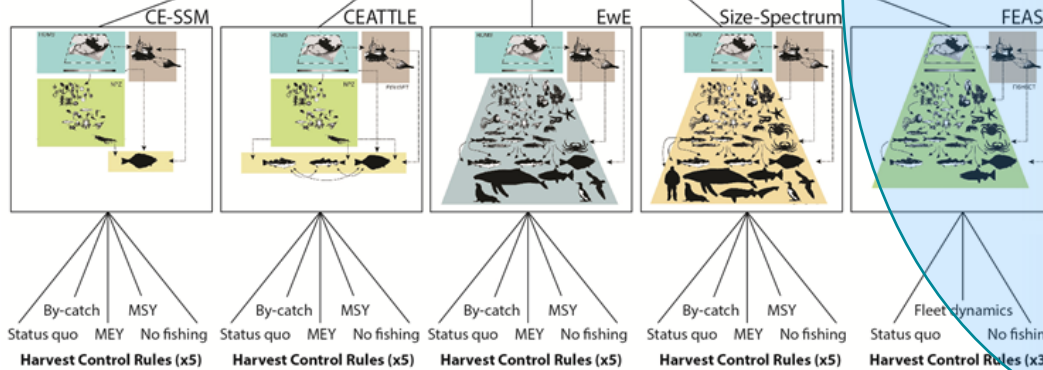 CE-SSM CEATTLE EwE Size-Spectrum FEAS
NPZ NPZ
By-catch MSY By-catch MSY By-catch MSY By-catch MSY Fleet dynamics
Status quo MEY No fishing Status quo MEY No fishing Status quo MEY No fishing Status quo MEY No fishing Status quo No fishin
Harvest Control Rules (x5) Harvest Control Rules (x5) Harvest Control Rules (x5) Harvest Control Rules (x5) Harvest Control Rules (x3